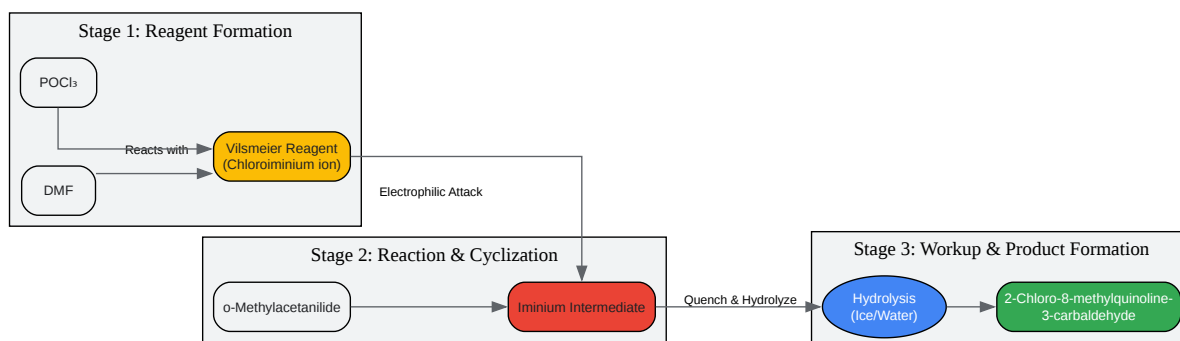 Stage 1: Reagent Formation
POCl₃
Reacts with
Vilsmeier Reagent
(Chloroiminium ion)
DMF
Electrophilic Attack
Stage 2: Reaction & Cyclization
o-Methylacetanilide
Iminium Intermediate
Quench & Hydrolyze
Stage 3: Workup & Product Formation
Hydrolysis
(Ice/Water)
2-Chloro-8-methylquinoline-
3-carbaldehyde